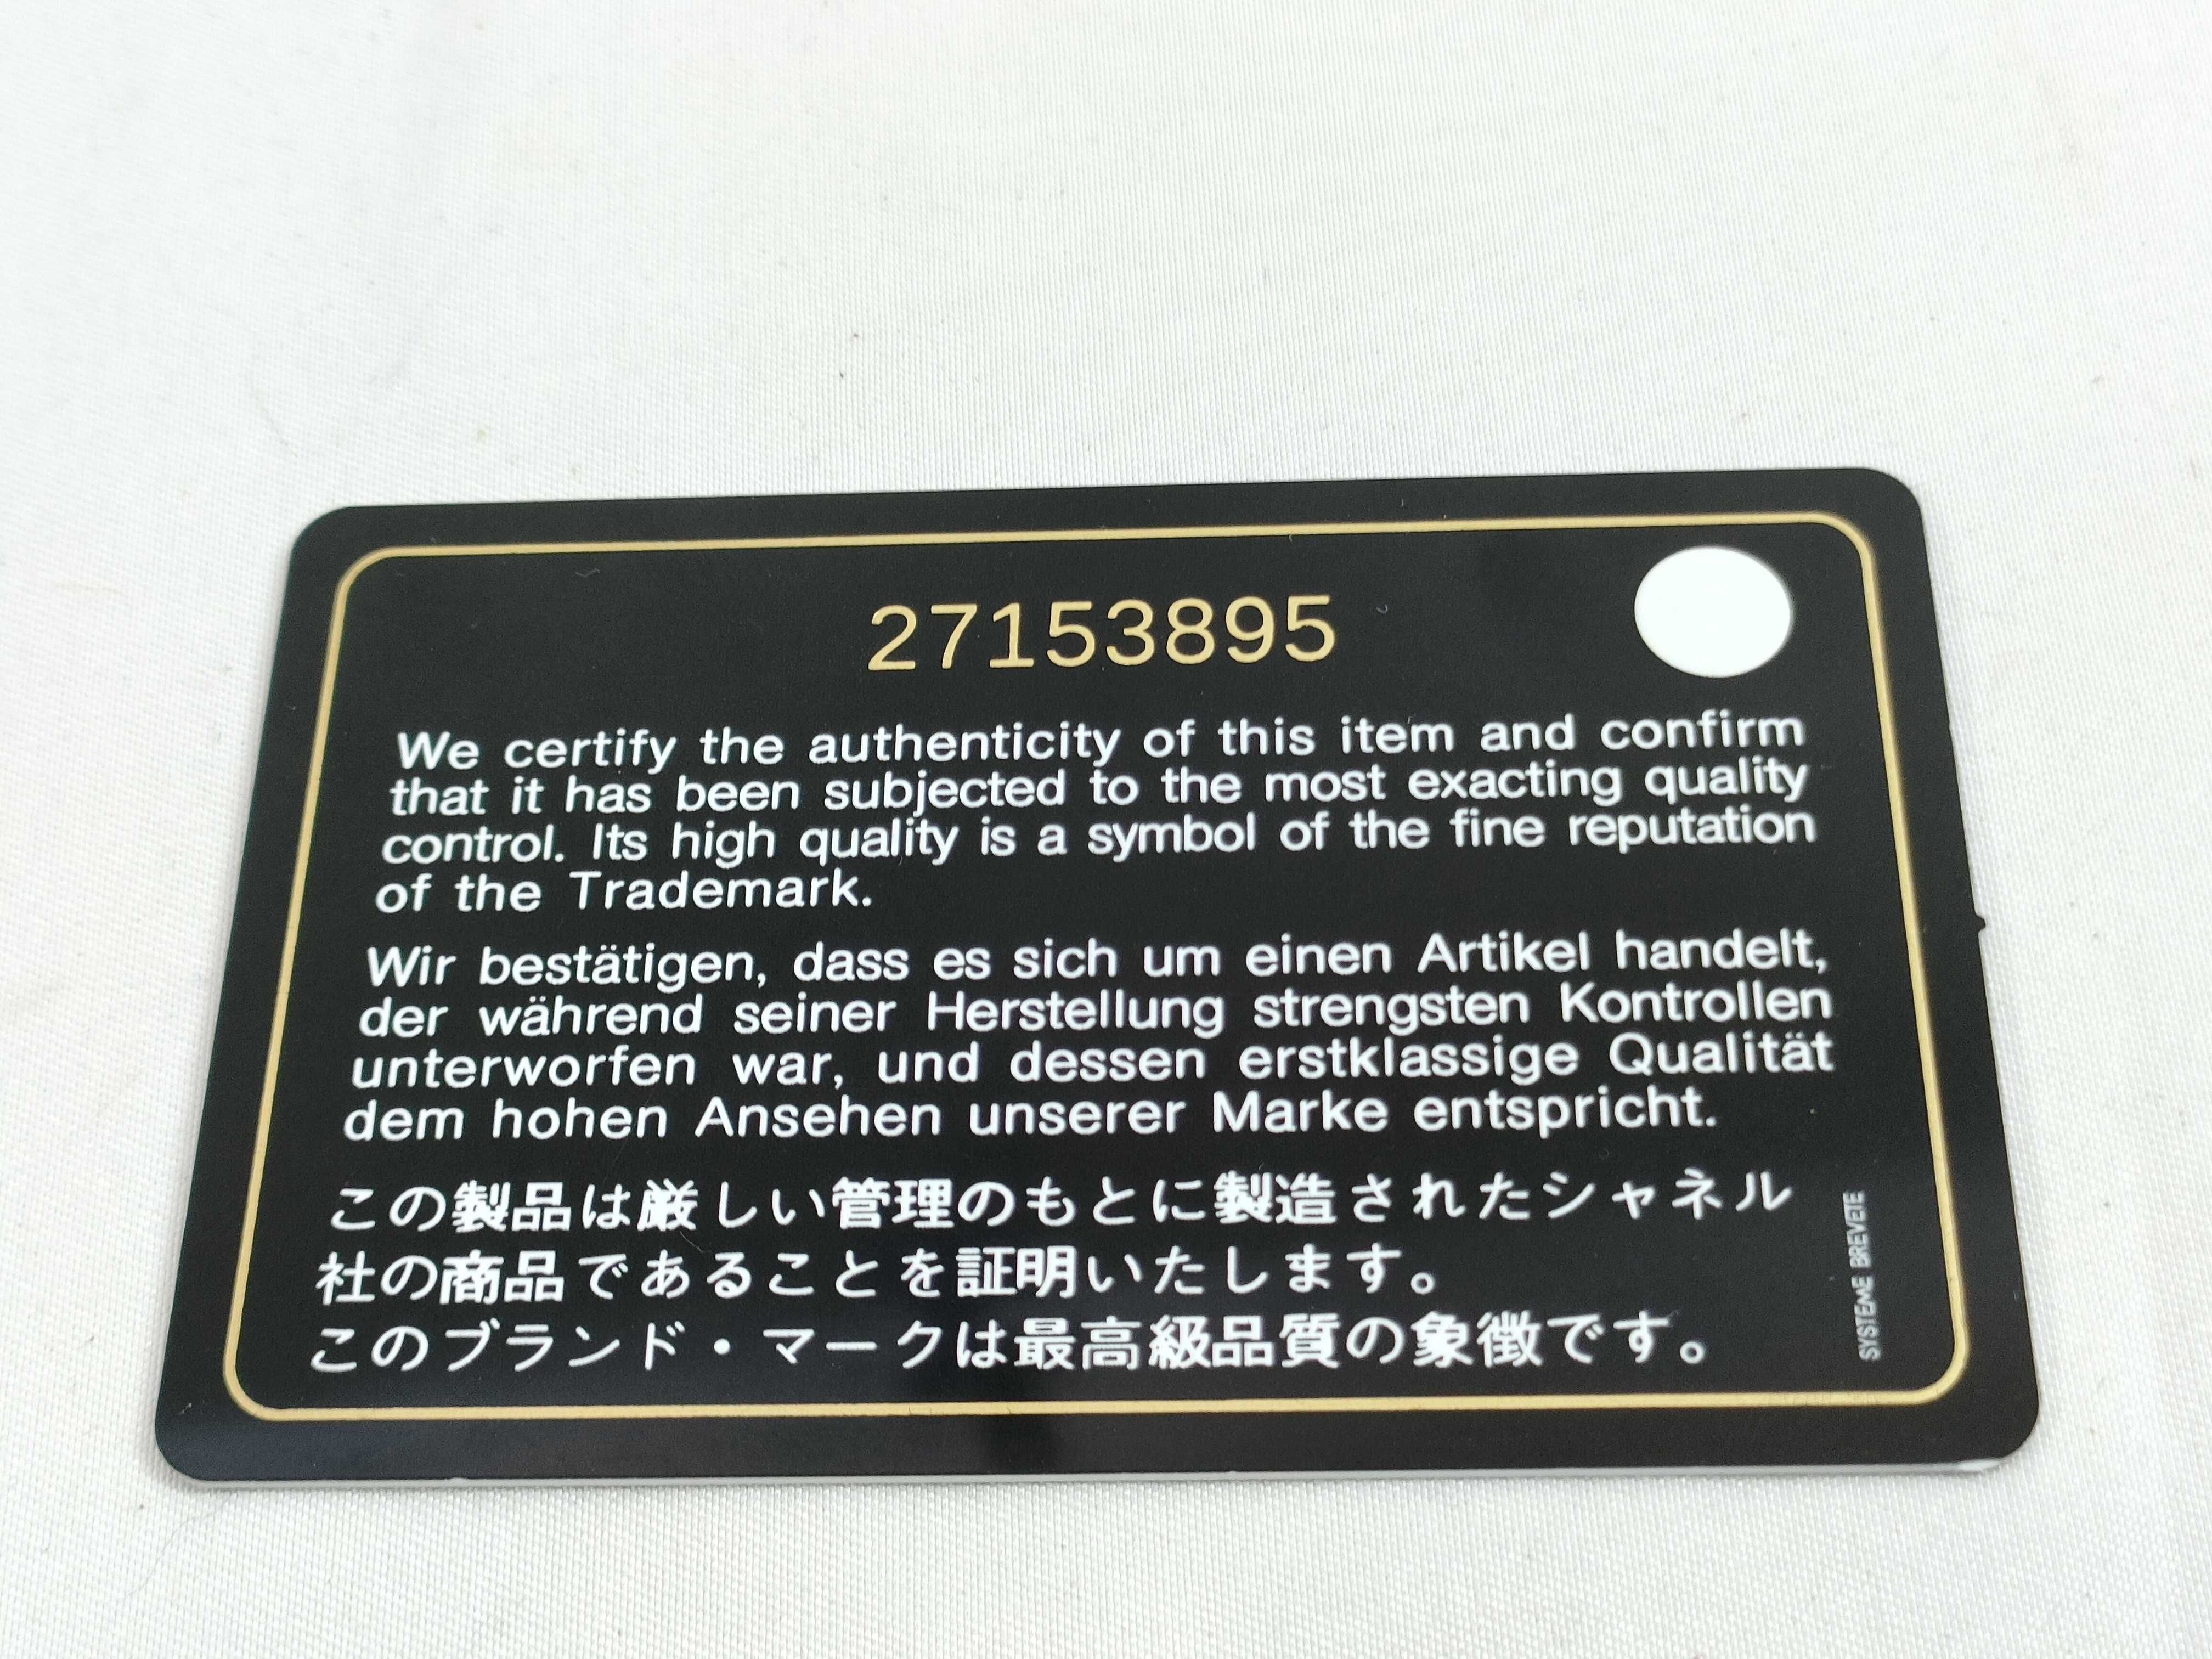 27153895
We certify the authenticity of this item and confirm
that it has been subjected to the most exacting quality
control. Its high quality is a symbol of the fine reputation
of the Trademark.
Wir bestätigen, dass es sich um einen Artikel handelt,
der während seiner Herstellung strengsten Kontrollen
unterworfen war, und dessen erstklassige Qualität
dem hohen Ansehen unserer Marke entspricht.
この製品は厳しい管理のもとに製造されたシャネル
社の商品であることを証明いたします。
このブランド・マークは最高級品質の象徴です。
SYSTEME BREVETE